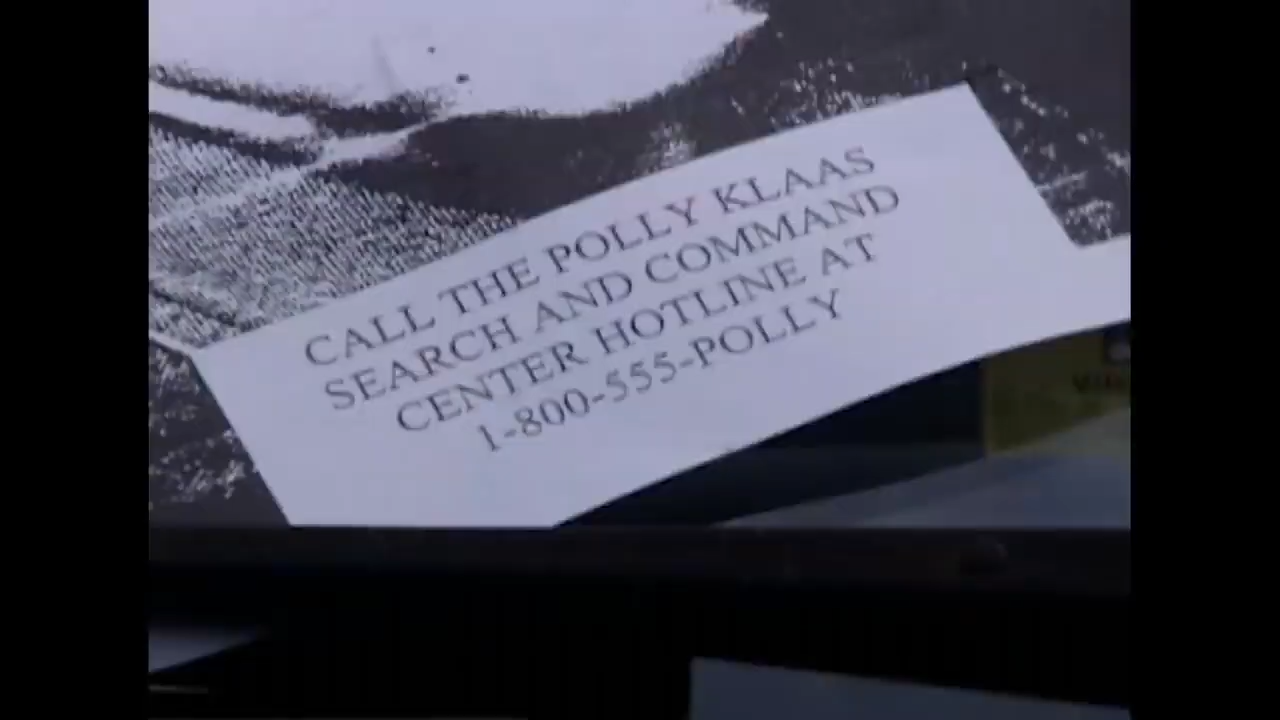 CALL THE POLLY KLAAS
SEARCH AND COMMAND
CENTER HOTLINE AT
1-800-555-POLLY